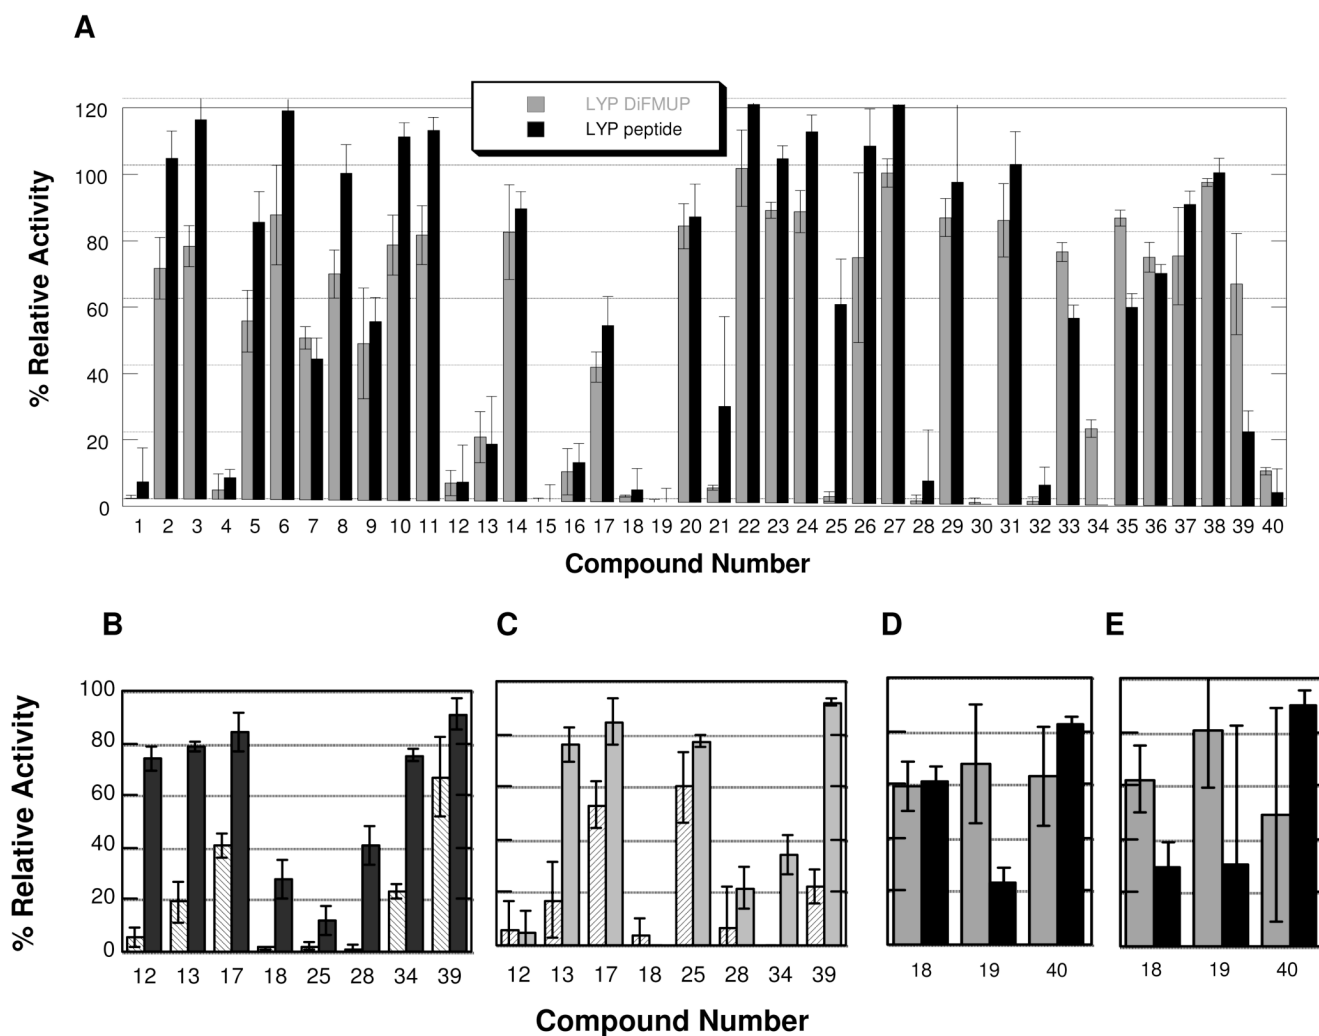 A
LYP DiFMUP
LYP peptide
% Relative Activity
120
100
80
60
40
20
0
1 2 3 4 5 6 7 8 9 10 11 12 13 14 15 16 17 18 19 20 21 22 23 24 25 26 27 28 29 30 31 32 33 34 35 36 37 38 39 40
Compound Number
B C D E
% Relative Activity
100
80
60
40
20
0
12 13 17 18 25 28 34 39
12 13 17 18 25 28 34 39
18 19 40
18 19 40
Compound Number